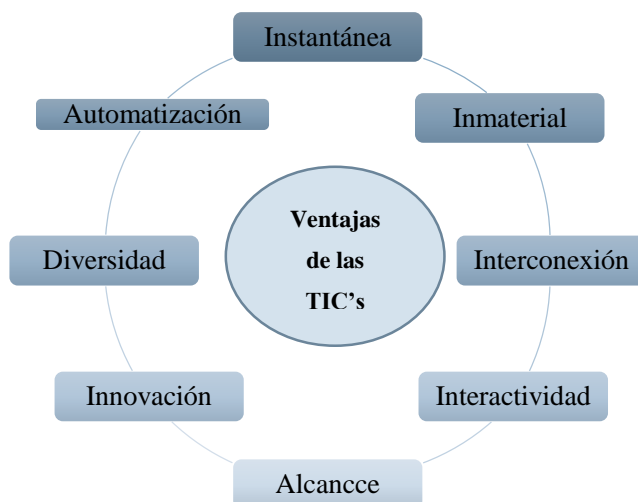 Instantánea
Automatización
Inmaterial
Ventajas
de las
TIC's
Diversidad
Interconexión
Innovación
Interactividad
Alcancce